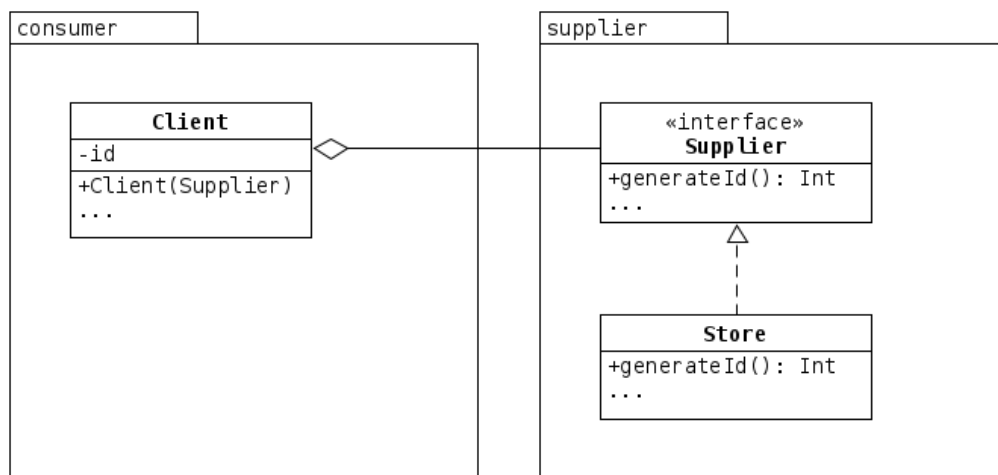 consumer
Client
-id
+Client(Supplier)
...
supplier
«interface»
Supplier
+generateId(): Int
...
Store
+generateId(): Int
...